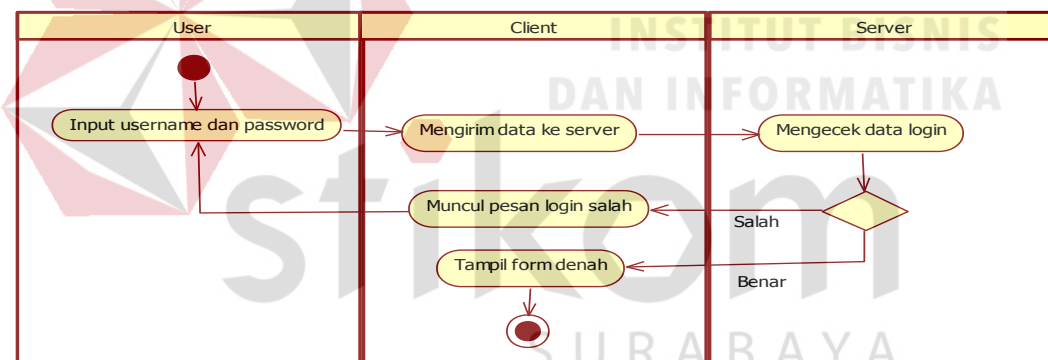 User
Client
Server
INSTITUT BISNIS
DAN INFORMATIKA
Input username dan password
Mengirim data ke server
Mengecek data login
Muncul pesan login salah
Salah
Tampil form denah
Benar
stikom
SURABAYA